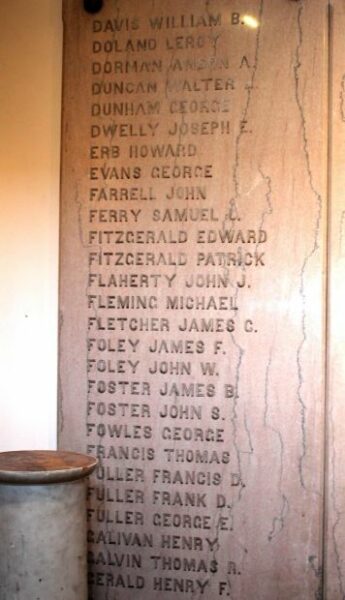 DAVIS WILLIAM B.
DOLAND LEROY
DORMAN A. A.
DUNCAN WALTER
DUNHAM GEORGE
DWELLY JOSEPH E.
ERB HOWARD
EVANS GEORGE
FARRELL JOHN
FERRY SAMUEL L.
FITZGERALD EDWARD
FITZGERALD PATRICK
FLAHERTY JOHN J.
FLEMING MICHAEL
FLETCHER JAMES C.
FOLEY JAMES F.
FOLEY JOHN W.
FOSTER JAMES B.
FOSTER JOHN S.
FOWLES GEORGE
FRANCIS THOMAS
FULLER FRANCIS D.
FULLER FRANK D.
FULLER GEORGE E.
GALIVAN HENRY
GALVIN THOMAS R.
GERALD HENRY F.